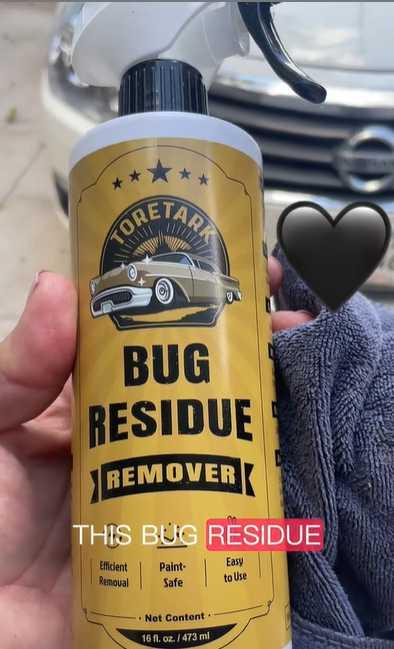 TORETARK
BUG
RESIDUE
REMOVER
THIS BUG RESIDUE
Efficient Removal
Paint-Safe
Easy to Use
Net Content
16 fl. oz. / 473 ml